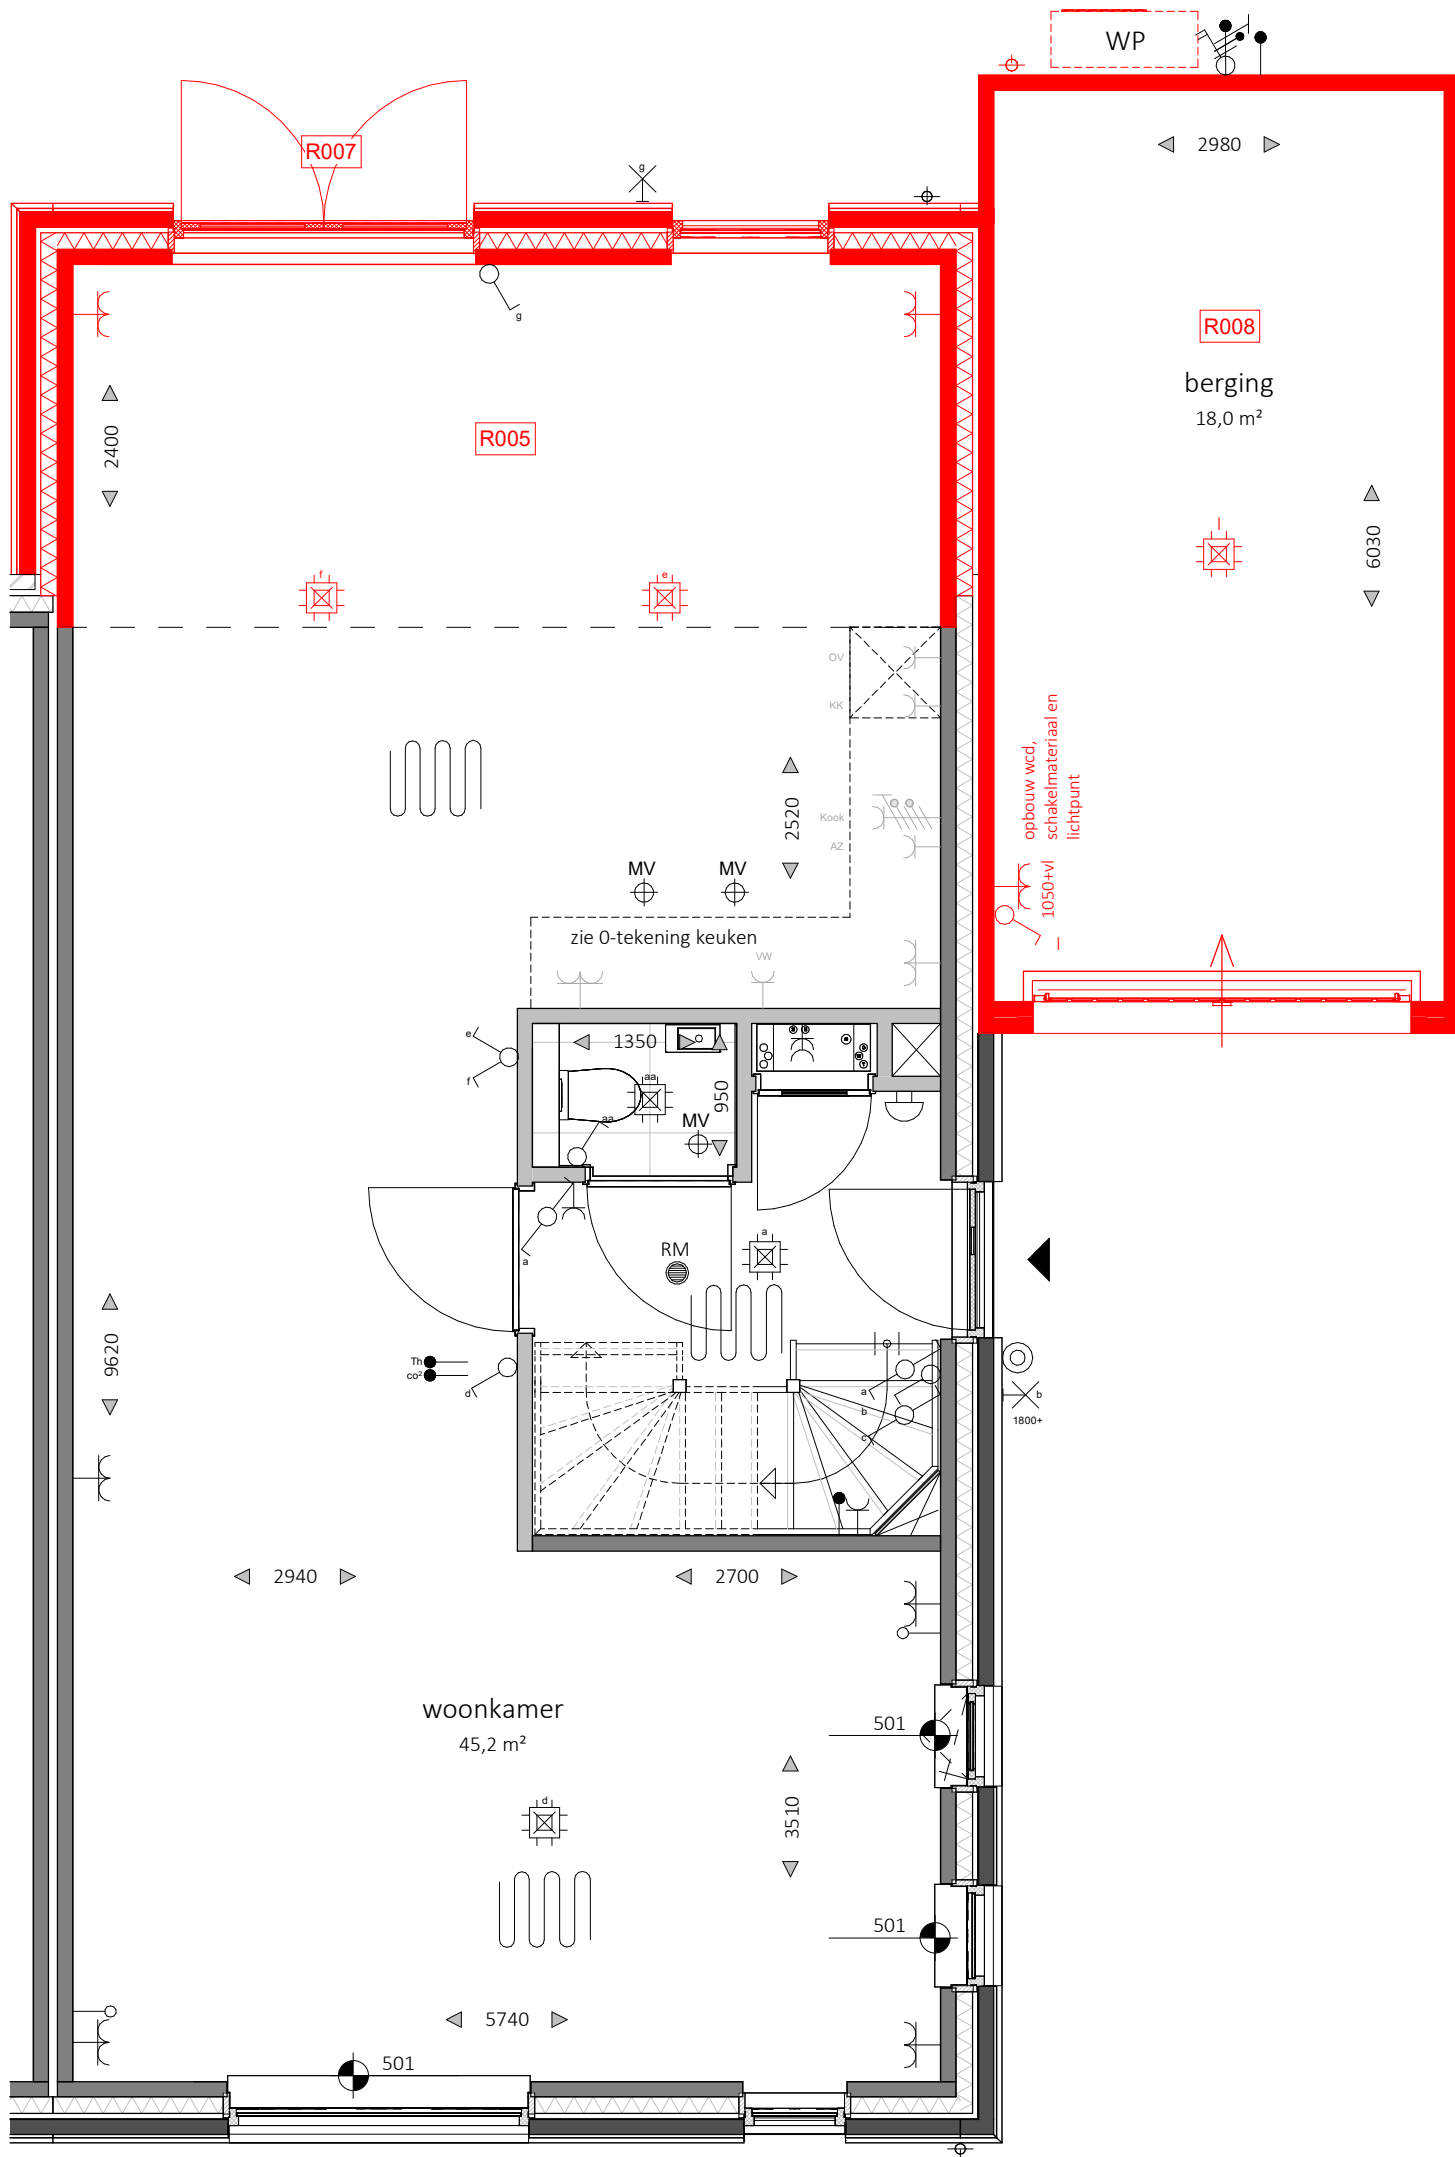 WP
R007
g
2980
g
R008
berging
18,0 m²
2400
R005
6030
f
e
OV
KK
opbouw wcd,
schakelmateriaal en
lichtpunt
2520
Kook
AZ
MV
MV
1050+vl
zie 0-tekening keuken
VW
e
f
1350
aa
950
aa
MV
a
RM
a
9620
Th
co²
d
a
b
c
b
1800+
2940
2700
woonkamer
45,2 m²
501
d
3510
501
5740
501